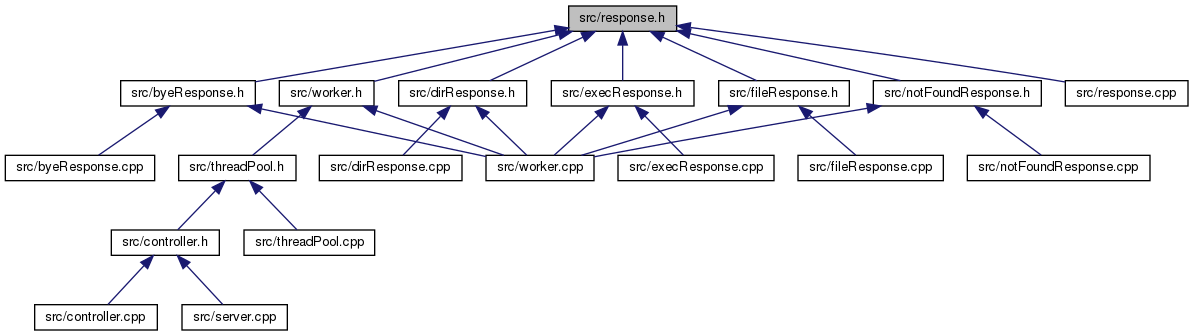 src/response.h
src/byeResponse.h
src/worker.h
src/dirResponse.h
src/execResponse.h
src/fileResponse.h
src/notFoundResponse.h
src/response.cpp
src/byeResponse.cpp
src/threadPool.h
src/dirResponse.cpp
src/worker.cpp
src/execResponse.cpp
src/fileResponse.cpp
src/notFoundResponse.cpp
src/controller.h
src/threadPool.cpp
src/controller.cpp
src/server.cpp